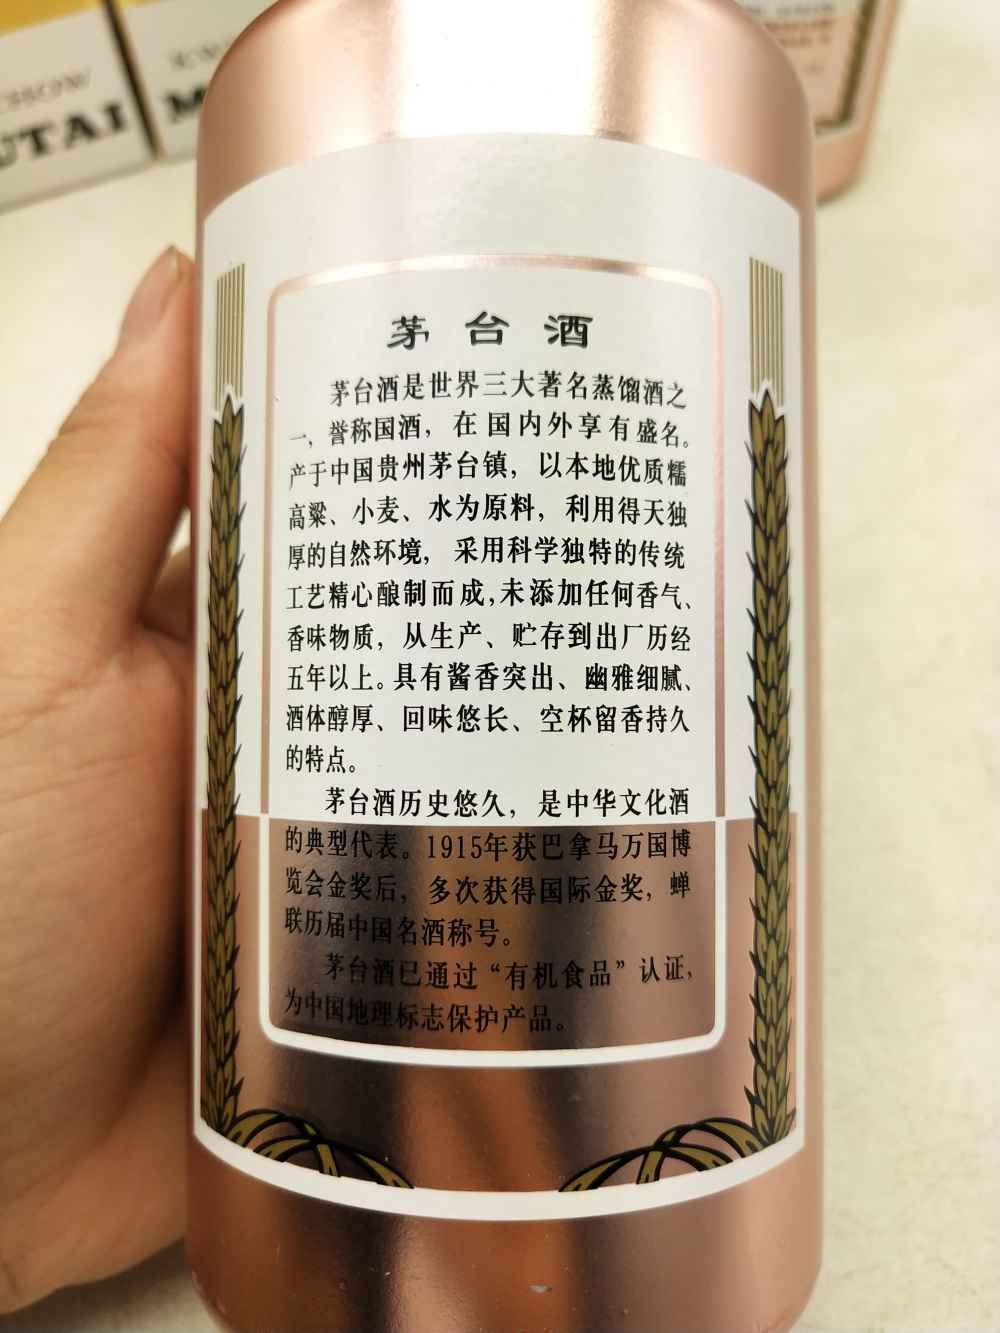 CHOW
UTAI
茅台酒
茅台酒是世界三大著名蒸馏酒之
一，誉称国酒，在国内外享有盛名。
产于中国贵州茅台镇，以本地优质糯
高粱、小麦、水为原料，利用得天独
厚的自然环境，采用科学独特的传统
工艺精心酿制而成，未添加任何香气、
香味物质，从生产、贮存到出厂历经
五年以上。具有酱香突出、幽雅细腻、
酒体醇厚、回味悠长、空杯留香持久
的特点。
茅台酒历史悠久，是中华文化酒
的典型代表。1915年获巴拿马万国博
览会金奖后，多次获得国际金奖，蝉
联历届中国名酒称号。
茅台酒已通过“有机食品”认证，
为中国地理标志保护产品。